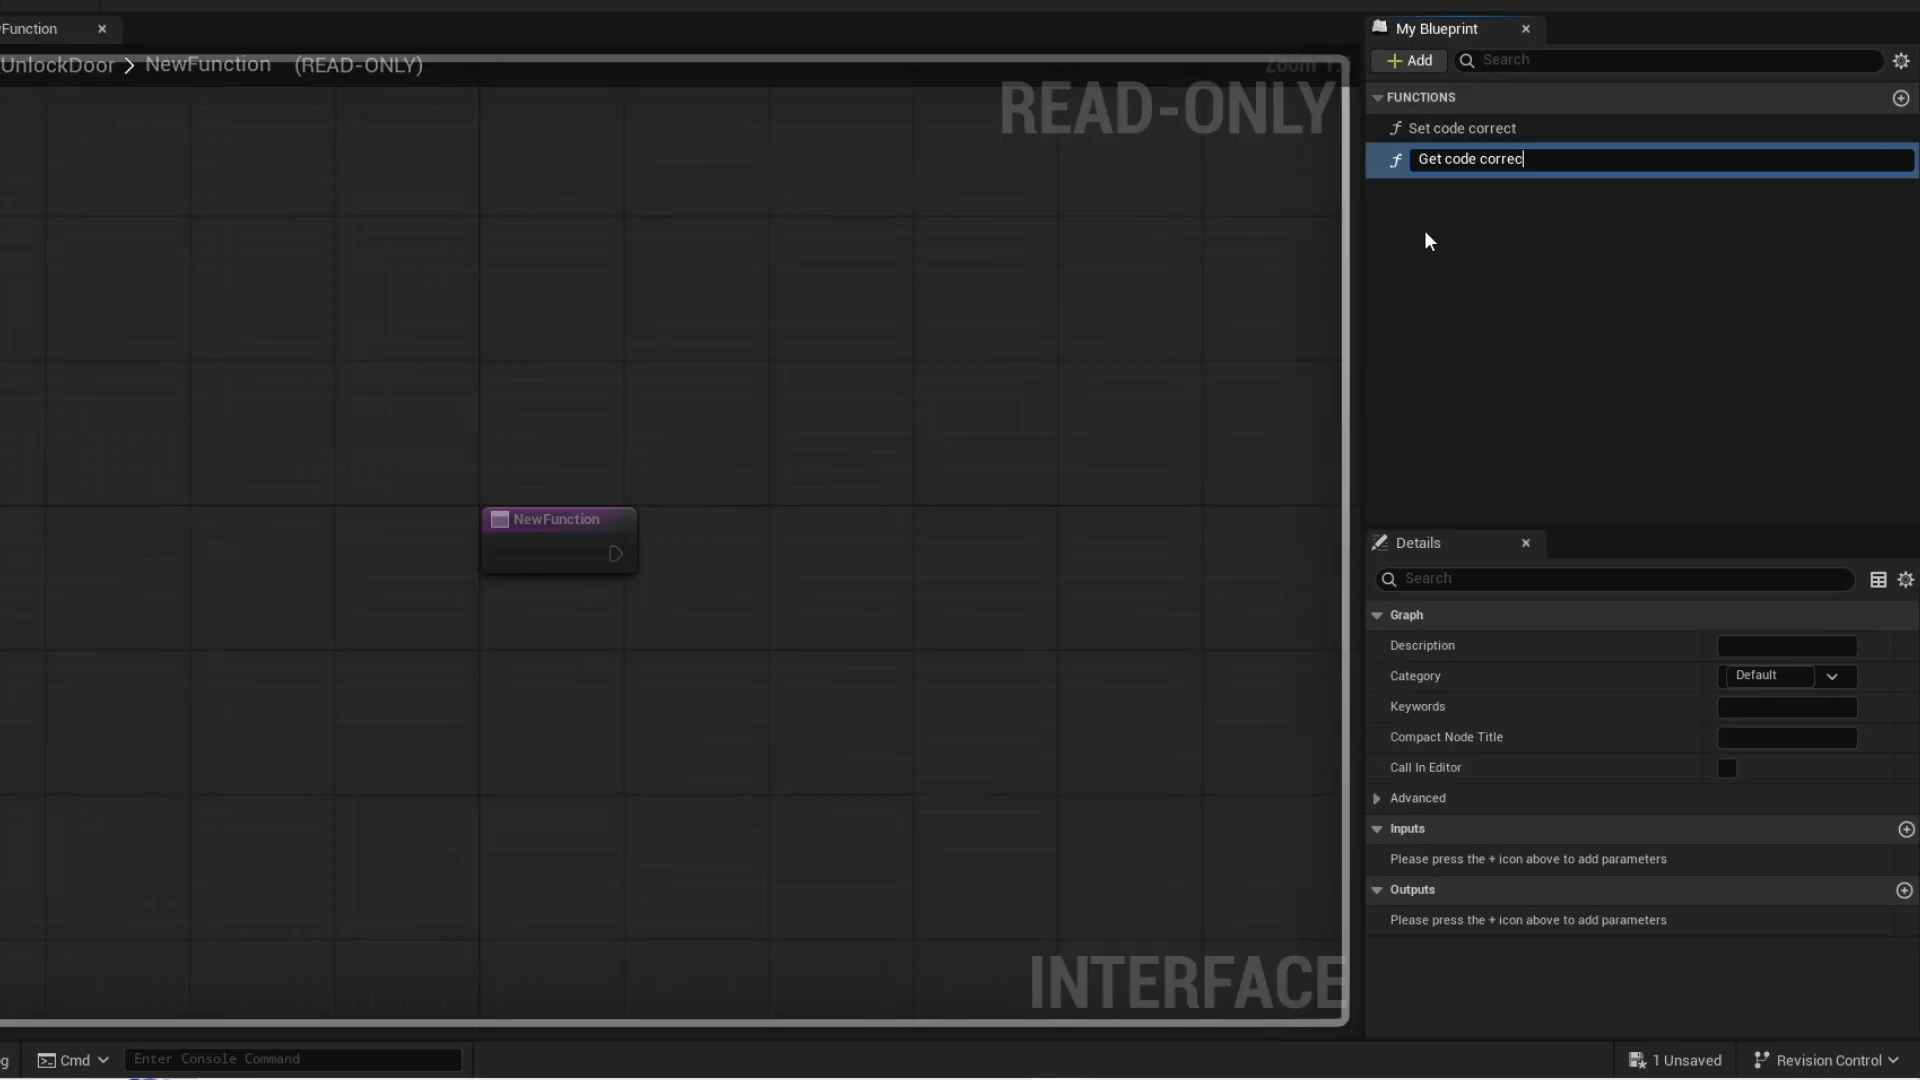 Function
My Blueprint
UnlockDoor > NewFunction (READ-ONLY)
Zoom 1:
READ-ONLY
Add
Search
FUNCTIONS
Set code correct
Get code correc
NewFunction
Details
Search
Graph
Description
Category
Default
Keywords
Compact Node Title
Call In Editor
Advanced
Inputs
Please press the + icon above to add parameters
Outputs
Please press the + icon above to add parameters
INTERFACE
g
Cmd
Enter Console Command
1 Unsaved
Revision Control